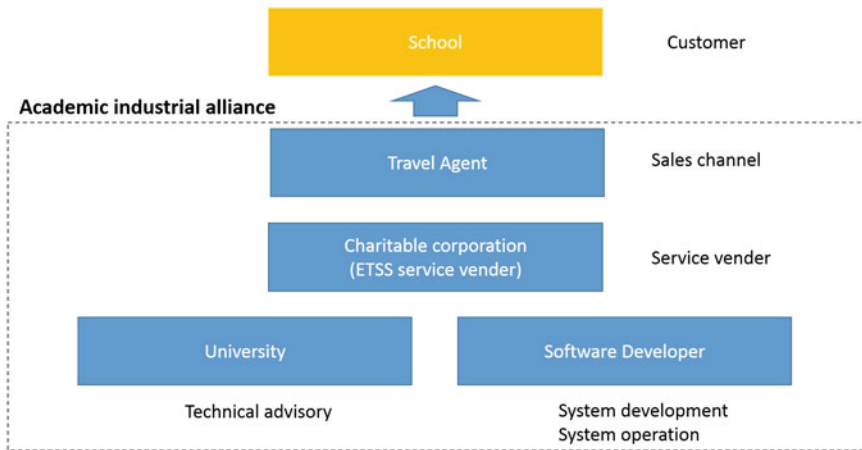 School
Customer
Academic industrial alliance
Travel Agent
Sales channel
Charitable corporation
(ETSS service vender)
Service vender
University
Software Developer
Technical advisory
System development
System operation